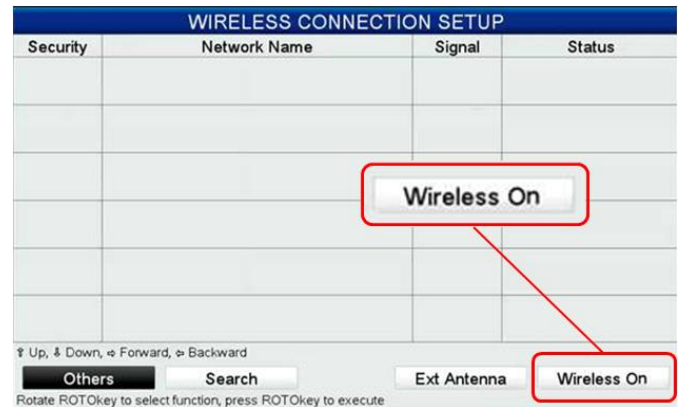 WIRELESS CONNECTION SETUP
Security Network Name Signal Status
Wireless On
⇧ Up, ⇩ Down, ⇨ Forward, ⇦ Backward
Others Search Ext Antenna Wireless On
Rotate ROTOkey to select function, press ROTOkey to execute